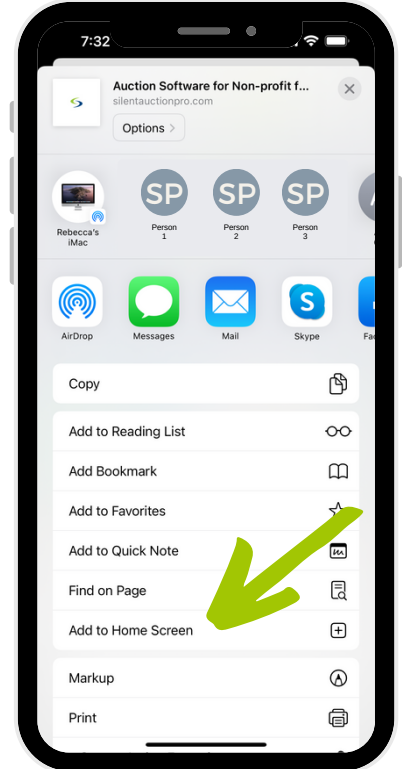 7:32
Auction Software for Non-profit f...
silentauctionpro.com
Options
SP
SP
SP
Rebecca's
iMac
Person
1
Person
2
Person
3
AirDrop
Messages
Mail
Skype
Copy
Add to Reading List
Add Bookmark
Add to Favorites
Add to Quick Note
Find on Page
Add to Home Screen
Markup
Print